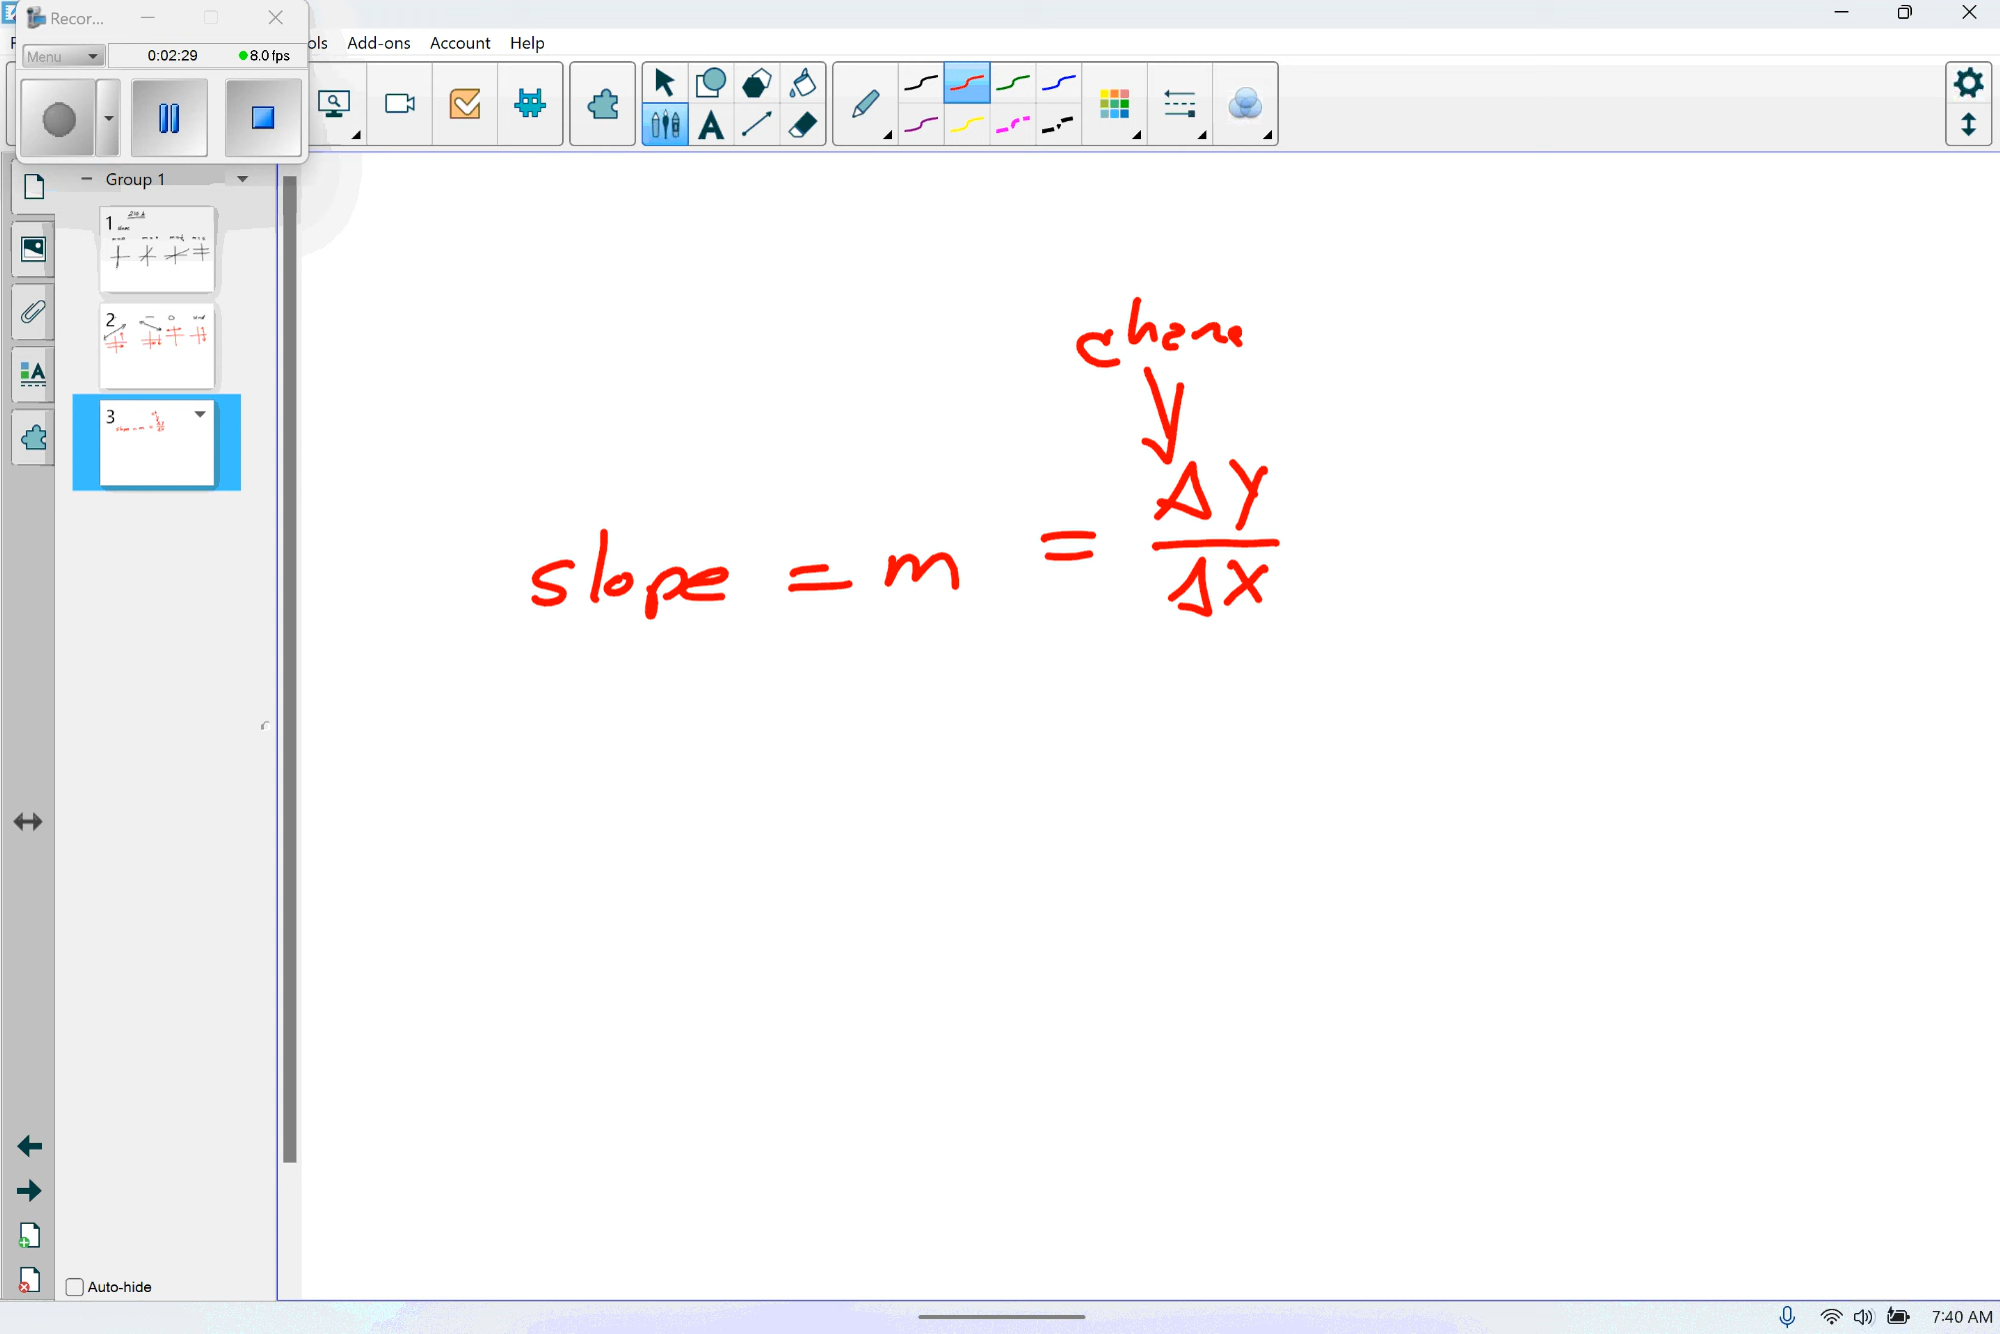 Recor...
Menu 0:02:29 8.0 fps
ols Add-ons Account Help
Group 1
1
2
3
slope = m = ΔY/ΔX
Auto-hide
7:40 AM